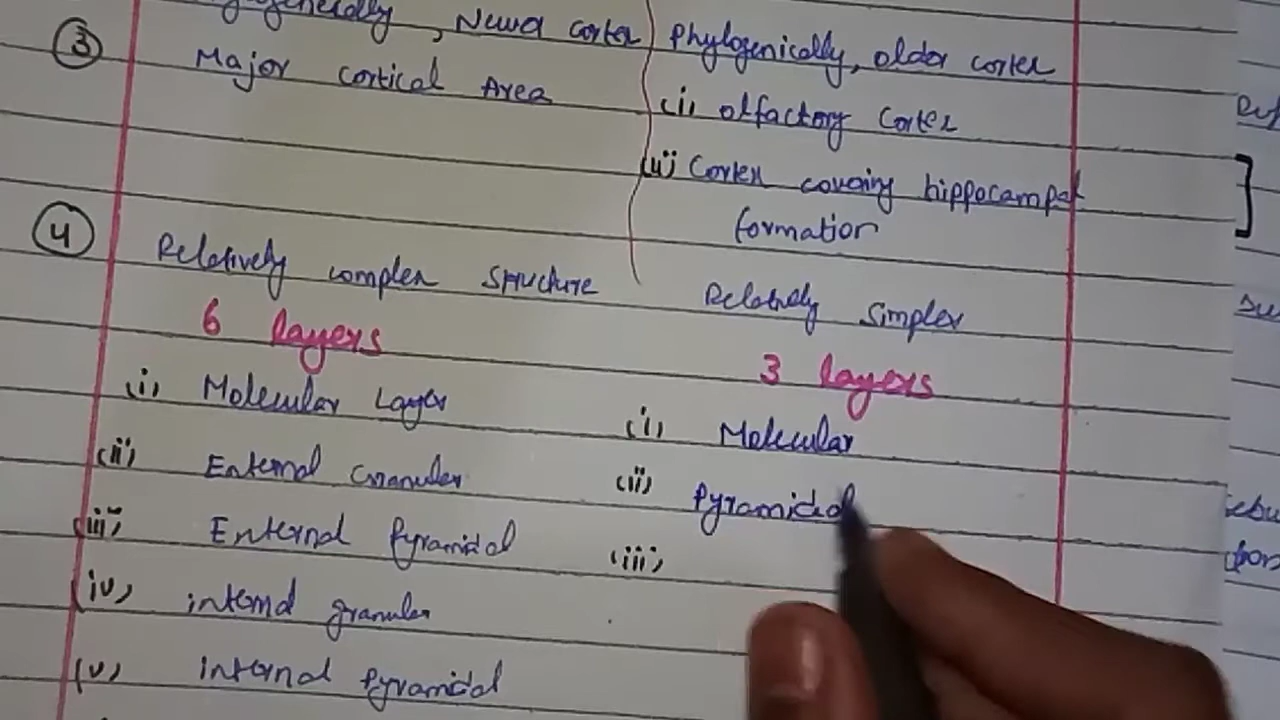 , Newer cortex Phylogenically, older cortex
③ Major cortical Area
(i) olfactory Cortex
(ii) Cortex covering hippocampal
formation
④ Relatively complex Structure Relatively Simplex
6 layers
3 layers
(i) Molecular Layer (i) Molecular
(ii) External Granular (ii) Pyramidal
(iii) External Pyramidal (iii)
(iv) internal granular
(v) Internal Pyramidal